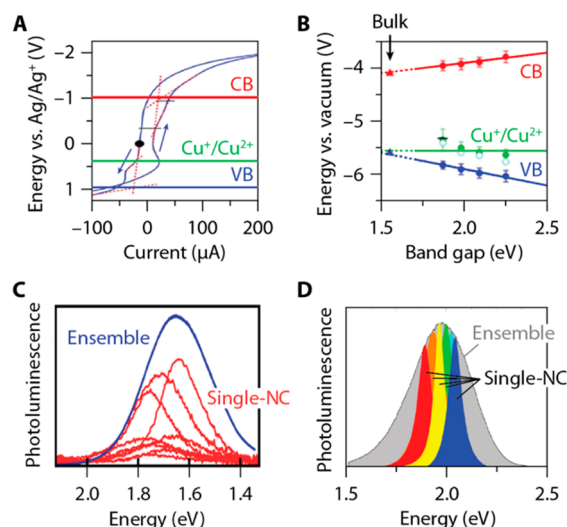 A
Energy vs. Ag/Ag⁺ (V)
−2
−1
0
1
CB
Cu⁺/Cu²⁺
VB
−100
0
100
200
Current (μA)
B
Bulk
Energy vs. vacuum (V)
−4
−5
−6
CB
Cu⁺/Cu²⁺
VB
1.5
2.0
2.5
Band gap (eV)
C
Photoluminescence
Ensemble
Single-NC
2.0
1.8
1.6
1.4
Energy (eV)
D
Photoluminescence
Ensemble
Single-NC
1.5
2.0
2.5
Energy (eV)